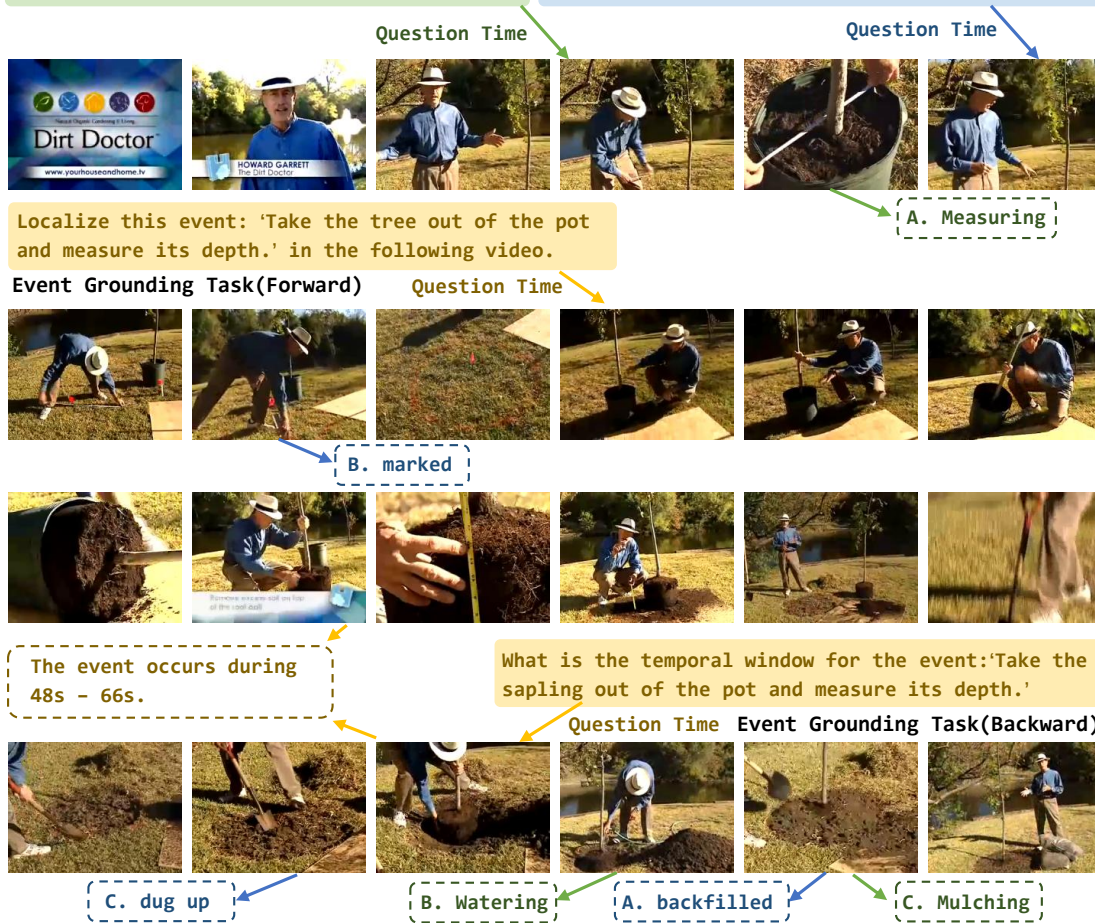 Question Time
Question Time
Natural Organic Gardening & Living
Dirt Doctor
www.yourhouseandhome.tv
HOWARD GARRETT
The Dirt Doctor
A. Measuring
Localize this event: ‘Take the tree out of the pot
and measure its depth.’ in the following video.
Event Grounding Task(Forward)
Question Time
B. marked
The event occurs during
48s – 66s.
What is the temporal window for the event:‘Take the
sapling out of the pot and measure its depth.’
Question Time
Event Grounding Task(Backward)
C. dug up
B. Watering
A. backfilled
C. Mulching